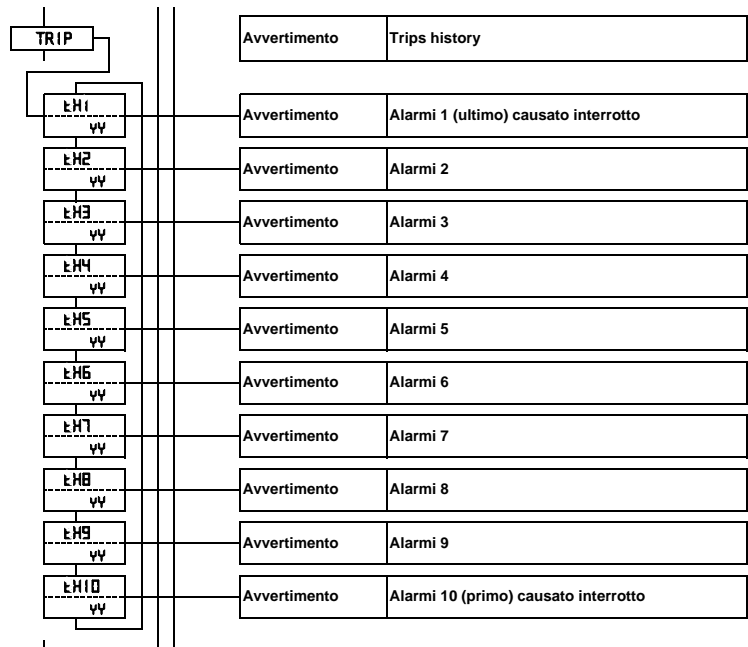 TRIP Avvertimento Trips history
tH1
yy Avvertimento Alarmi 1 (ultimo) causato interrotto
tH2
yy Avvertimento Alarmi 2
tH3
yy Avvertimento Alarmi 3
tH4
yy Avvertimento Alarmi 4
tH5
yy Avvertimento Alarmi 5
tH6
yy Avvertimento Alarmi 6
tH7
yy Avvertimento Alarmi 7
tH8
yy Avvertimento Alarmi 8
tH9
yy Avvertimento Alarmi 9
tH10
yy Avvertimento Alarmi 10 (primo) causato interrotto